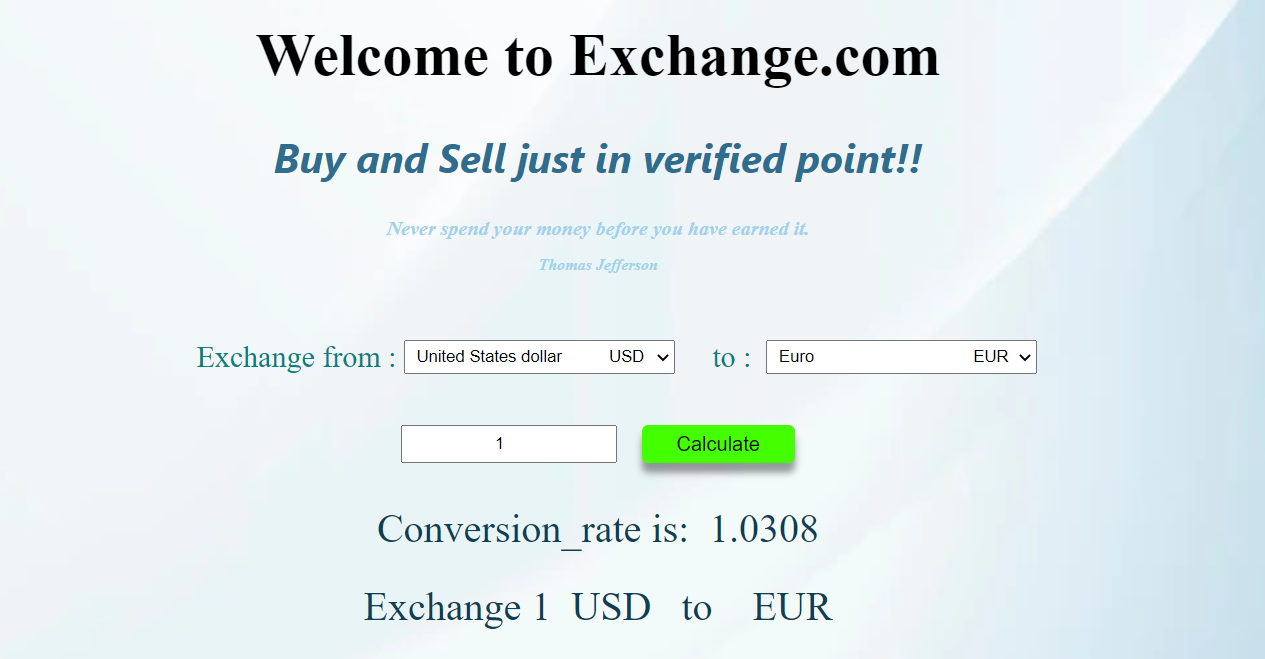 Welcome to Exchange.com
Buy and Sell just in verified point!!
Never spend your money before you have earned it.
Thomas Jefferson
Exchange from : United States dollar USD to : Euro EUR
1 Calculate
Conversion_rate is: 1.0308
Exchange 1 USD to EUR